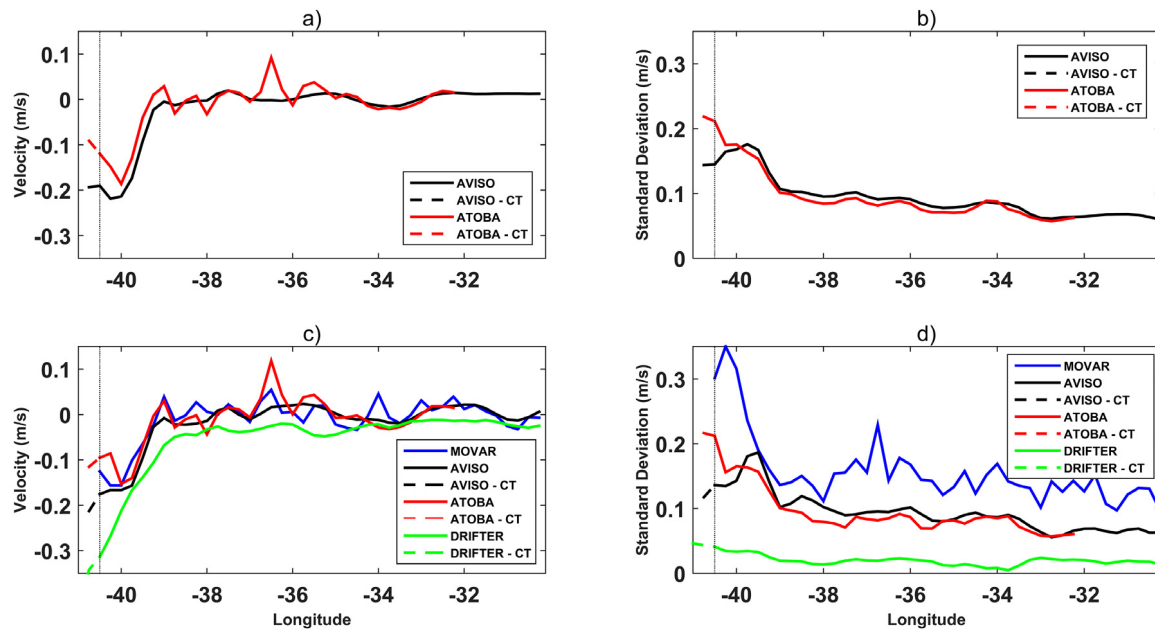 a)
Velocity (m/s)
0.1
0
-0.1
-0.2
-0.3
-40
-38
-36
-34
-32
AVISO
AVISO - CT
ATOBA
ATOBA - CT
b)
Standard Deviation (m/s)
0.3
0.2
0.1
0
-40
-38
-36
-34
-32
AVISO
AVISO - CT
ATOBA
ATOBA - CT
c)
Velocity (m/s)
0.1
0
-0.1
-0.2
-0.3
-40
-38
-36
-34
-32
Longitude
MOVAR
AVISO
AVISO - CT
ATOBA
ATOBA - CT
DRIFTER
DRIFTER - CT
d)
Standard Deviation (m/s)
0.3
0.2
0.1
0
-40
-38
-36
-34
-32
Longitude
MOVAR
AVISO
AVISO - CT
ATOBA
ATOBA - CT
DRIFTER
DRIFTER - CT